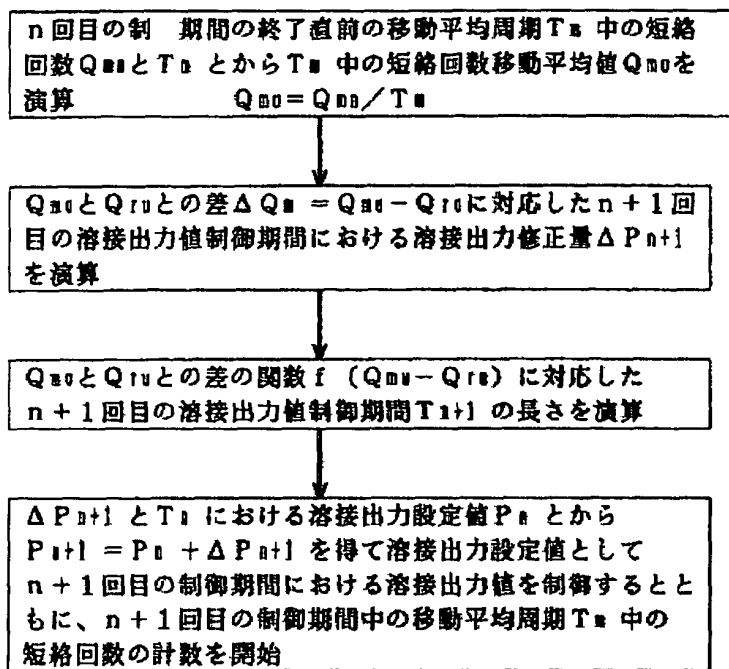 n回目の制 期間の終了直前の移動平均周期Tm 中の短絡
回数QmnとTm とからTm 中の短絡回数移動平均値Qmoを
演算 Qmo=Qmn/Tm
QmoとQroとの差ΔQm =Qmo-Qroに対応したn+1回
目の溶接出力値制御期間における溶接出力修正量ΔPn+1
を演算
QmoとQroとの差の関数f (Qmo-Qro)に対応した
n+1回目の溶接出力値制御期間Tn+1 の長さを演算
ΔPn+1 とTn における溶接出力設定値Pn とから
Pn+1 =Pn +ΔPn+1 を得て溶接出力設定値として
n+1回目の制御期間における溶接出力値を制御するとと
もに、n+1回目の制御期間中の移動平均周期Tm 中の
短絡回数の計数を開始